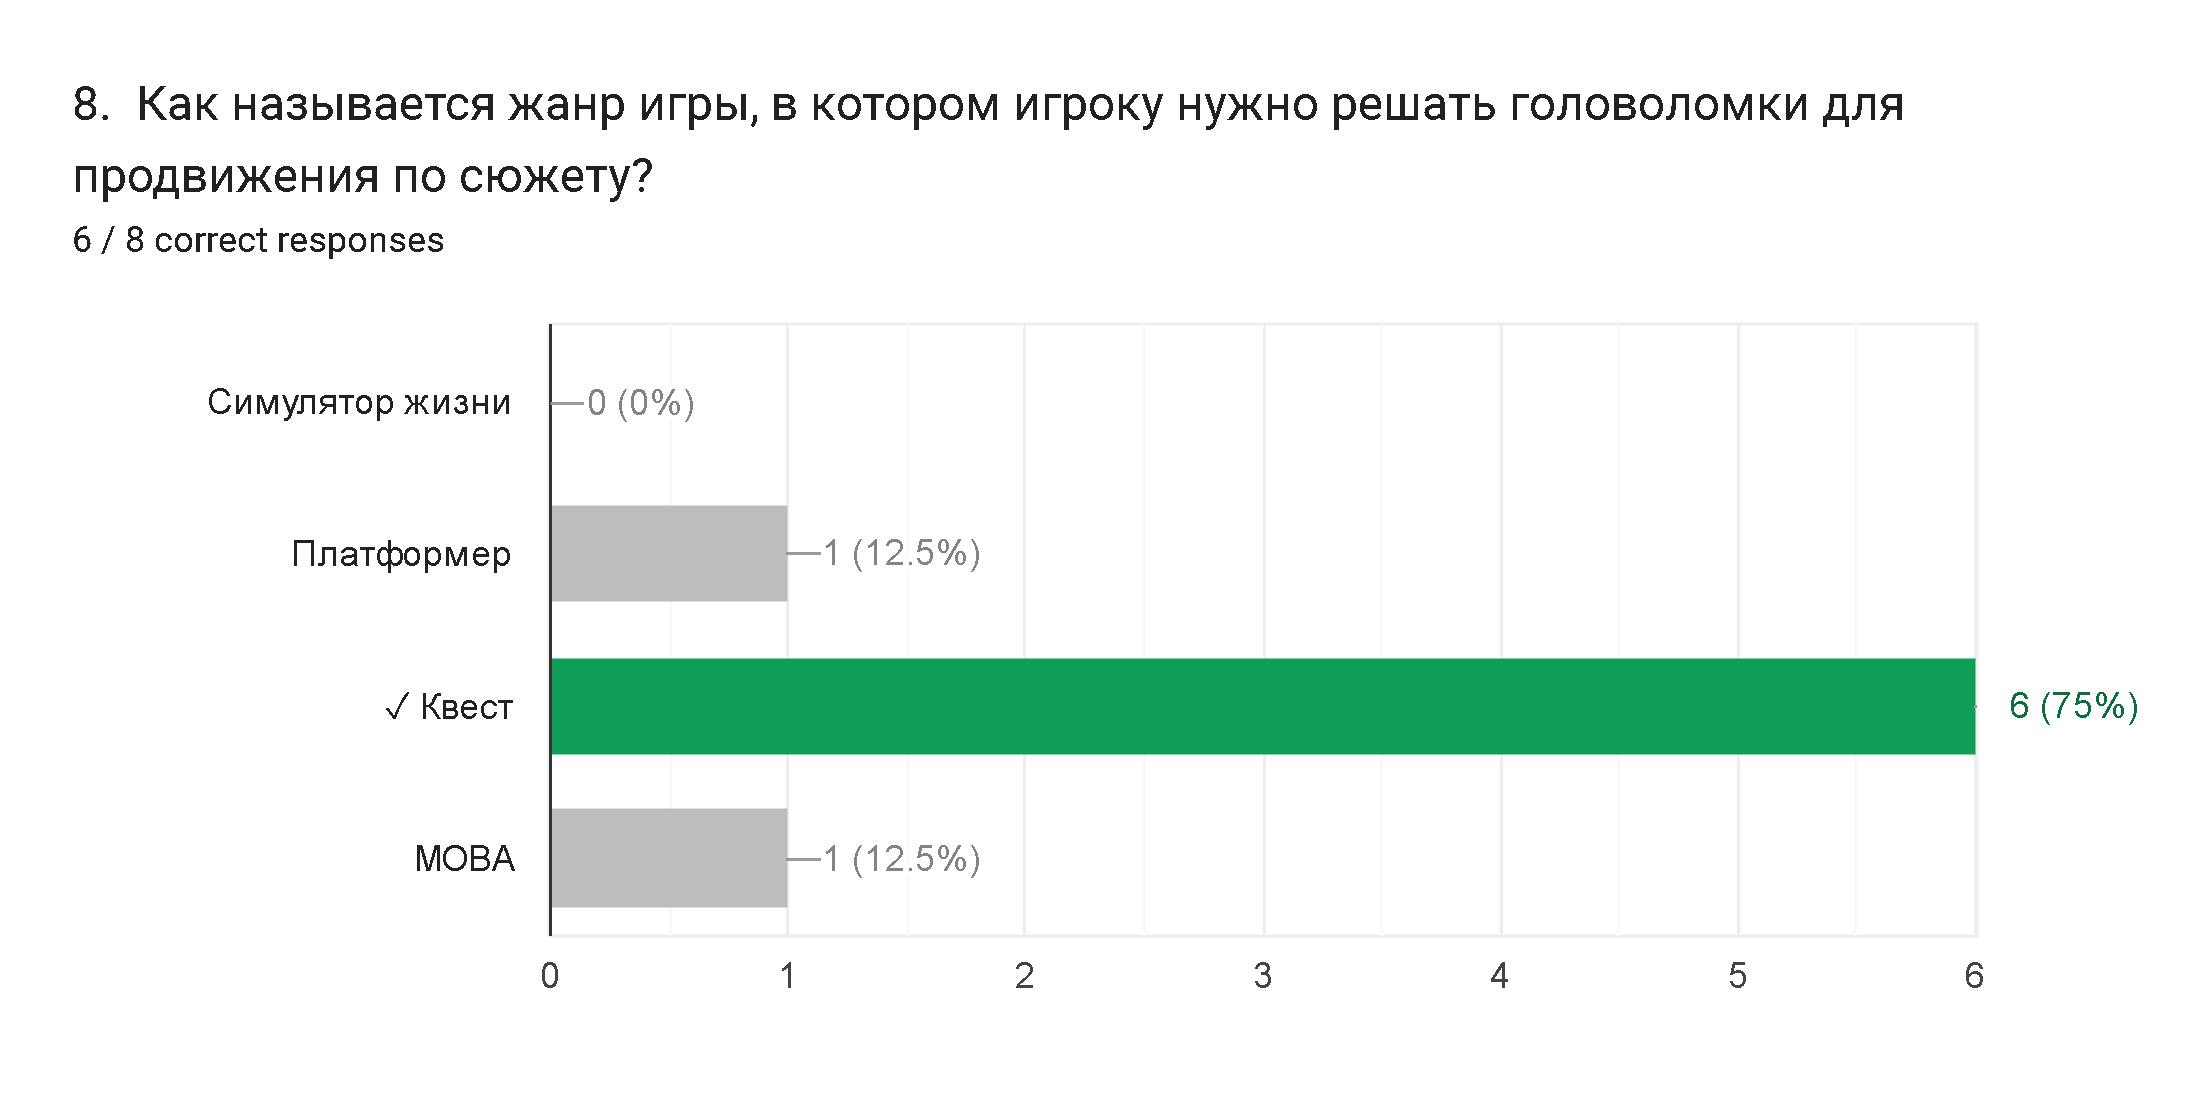 8. Как называется жанр игры, в котором игроку нужно решать головоломки для
продвижения по сюжету?
6 / 8 correct responses
Симулятор жизни
0 (0%)
Платформер
1 (12.5%)
✓ Квест
6 (75%)
MOBA
1 (12.5%)
0 1 2 3 4 5 6